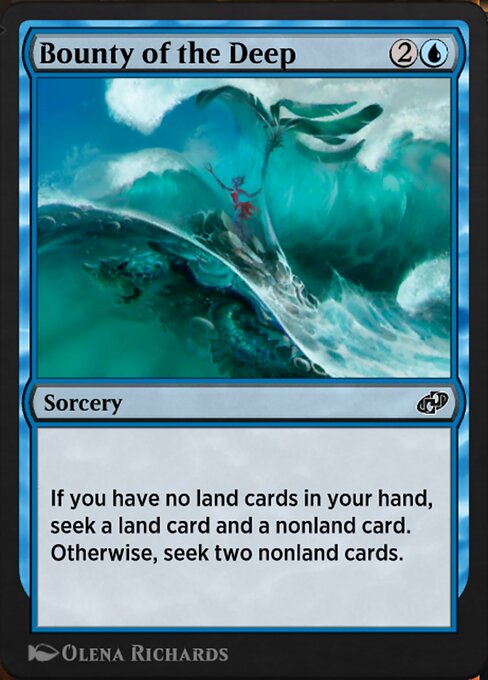 Bounty of the Deep 2
Sorcery
If you have no land cards in your hand,
seek a land card and a nonland card.
Otherwise, seek two nonland cards.
Olena Richards